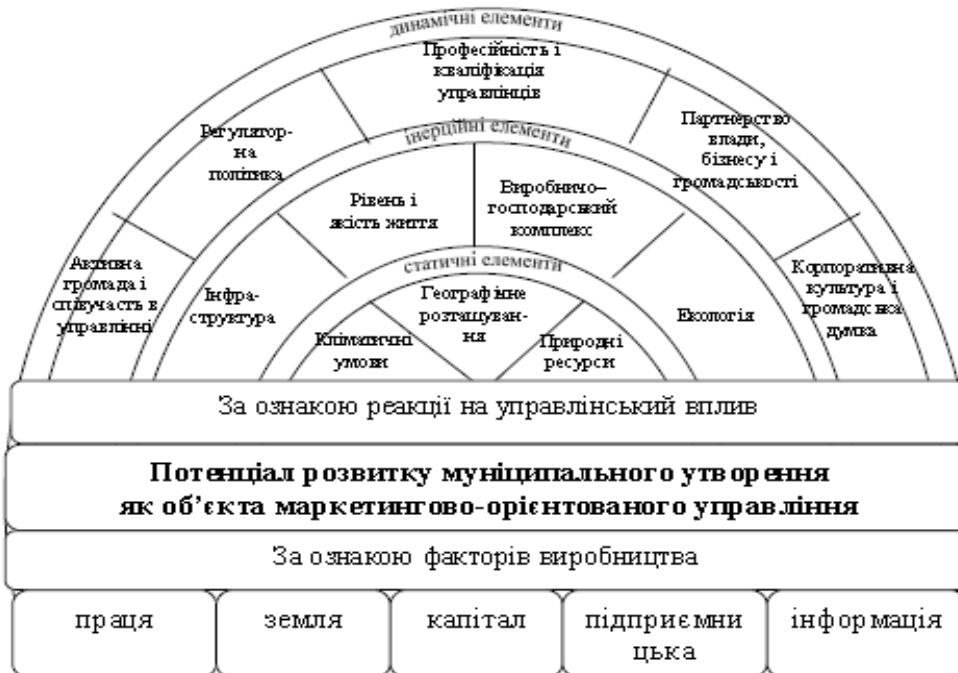 динамічні елементи
Професійність і
кваліфікація
управлінців
Регулятор-
на
політика
Партнерство
влади,
бізнесу і
громадськості
Активна
громада і
співучасть в
управлінні
Корпоративна
культура і
громадська
думка
інерційні елементи
Рівень і
якість життя
Виробничо-
господарський
комплекс
Інфра-
структура
Екологія
статичні елементи
Кліматичні
умови
Географічне
розташуван-
ня
Природні
ресурси
За ознакою реакції на управлінський вплив
Потенціал розвитку муніципального утворення
як об’єкта маркетингово-орієнтованого управління
За ознакою факторів виробництва
праця
земля
капітал
підприємни
цька
інформація